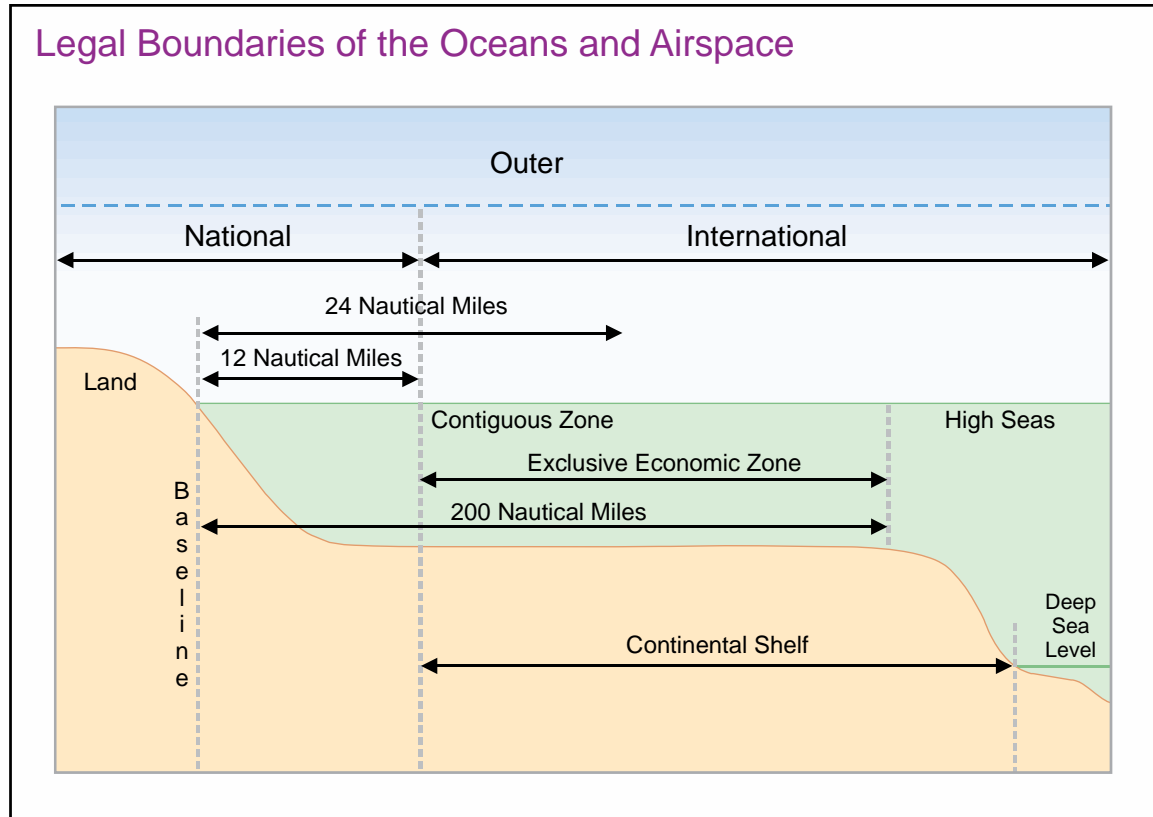 Legal Boundaries of the Oceans and Airspace
Outer
National
International
24 Nautical Miles
12 Nautical Miles
Land
Contiguous Zone
High Seas
Exclusive Economic Zone
200 Nautical Miles
Baseline
Continental Shelf
Deep
Sea
Level